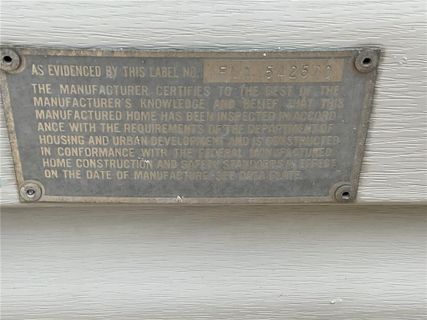 AS EVIDENCED BY THIS LABEL NO.
THE MANUFACTURER CERTIFIES TO THE BEST OF THE
MANUFACTURER'S KNOWLEDGE AND BELIEF THAT THIS
MANUFACTURED HOME HAS BEEN INSPECTED IN ACCORD
ANCE WITH THE REQUIREMENTS OF THE DEPARTMENT OF
HOUSING AND URBAN DEVELOPMENT AND IS CONSTRUCTED
IN CONFORMANCE WITH THE FEDERAL MANUFACTURED
HOME CONSTRUCTION AND SAFETY STANDARDS IN EFFECT
ON THE DATE OF MANUFACTURE. SEE DATA PLATE.